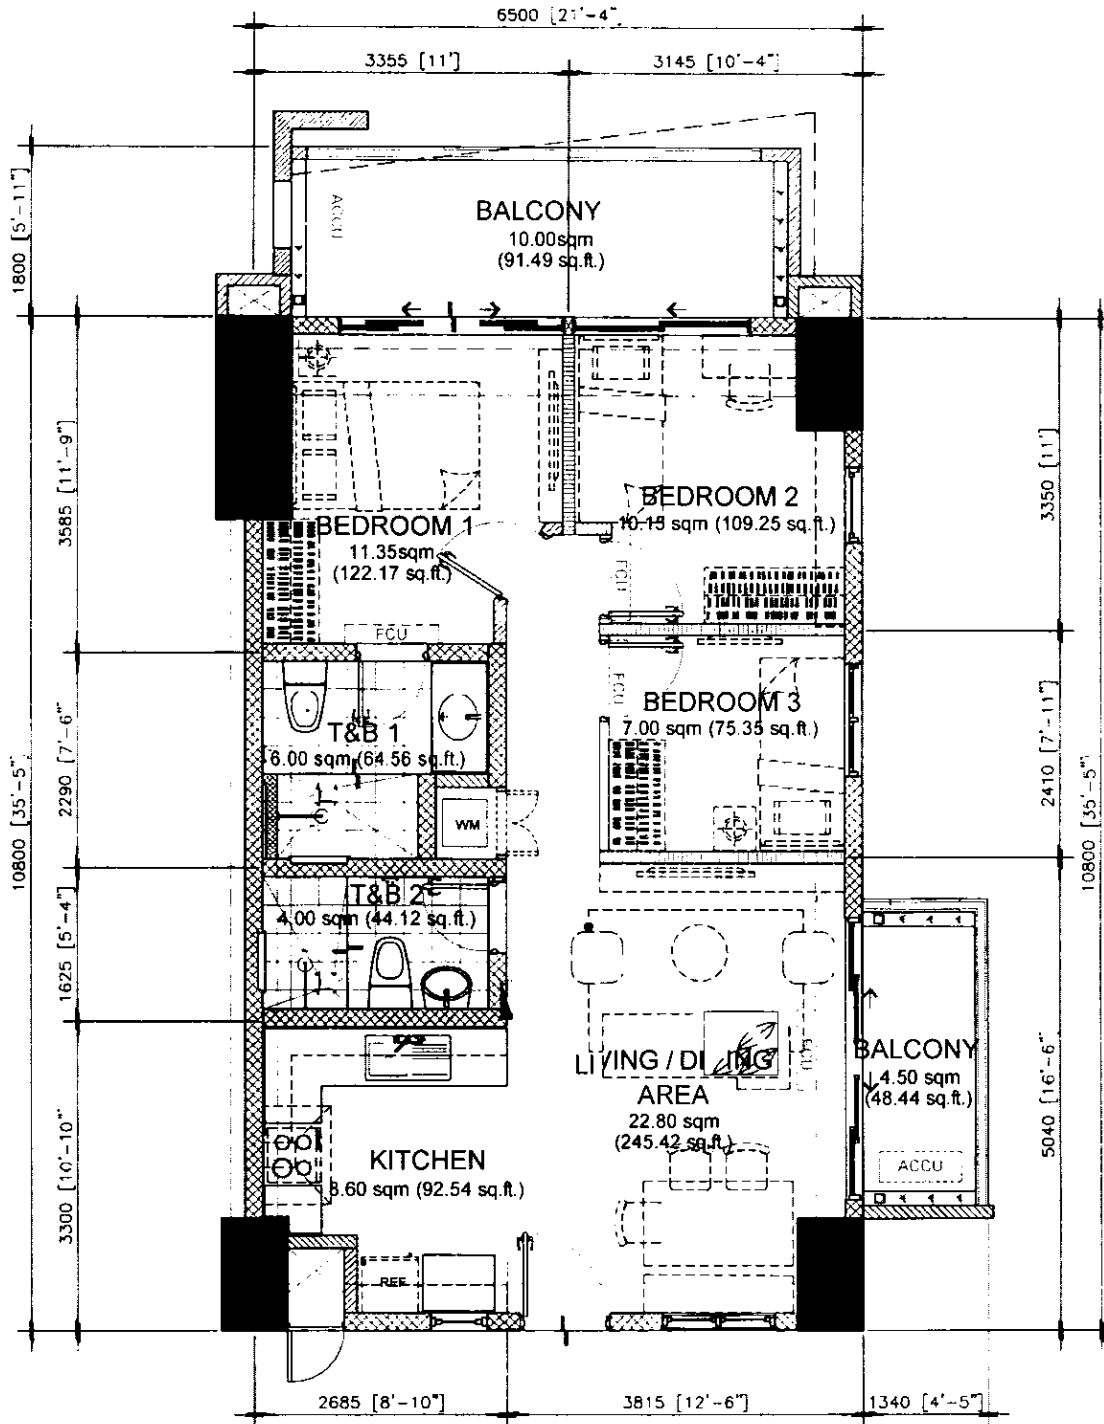 6500 [21'-4"]
3355 [11']
3145 [10'-4"]
1800 [5'-11"]
ACCU
BALCONY
10.00sqm
(91.49 sq.ft.)
3585 [11'-9"]
3350 [11']
BEDROOM 1
11.35sqm
(122.17 sq.ft.)
BEDROOM 2
10.15 sqm (109.25 sq.ft.)
FCU
FCU
FCU
BEDROOM 3
7.00 sqm (75.35 sq.ft.)
T&B 1
6.00 sqm (64.56 sq.ft.)
2290 [7'-6"]
2410 [7'-11"]
10800 [35'-5"]
10800 [35'-5"]
WM
T&B 2
4.00 sqm (44.12 sq.ft.)
1625 [5'-4"]
LIVING / DINING
AREA
22.80 sqm
(245.42 sq.ft.)
FCU
BALCONY
4.50 sqm
(48.44 sq.ft.)
ACCU
5040 [16'-6"]
3300 [10'-10"]
KITCHEN
8.60 sqm (92.54 sq.ft.)
REF
2685 [8'-10"]
3815 [12'-6"]
1340 [4'-5"]